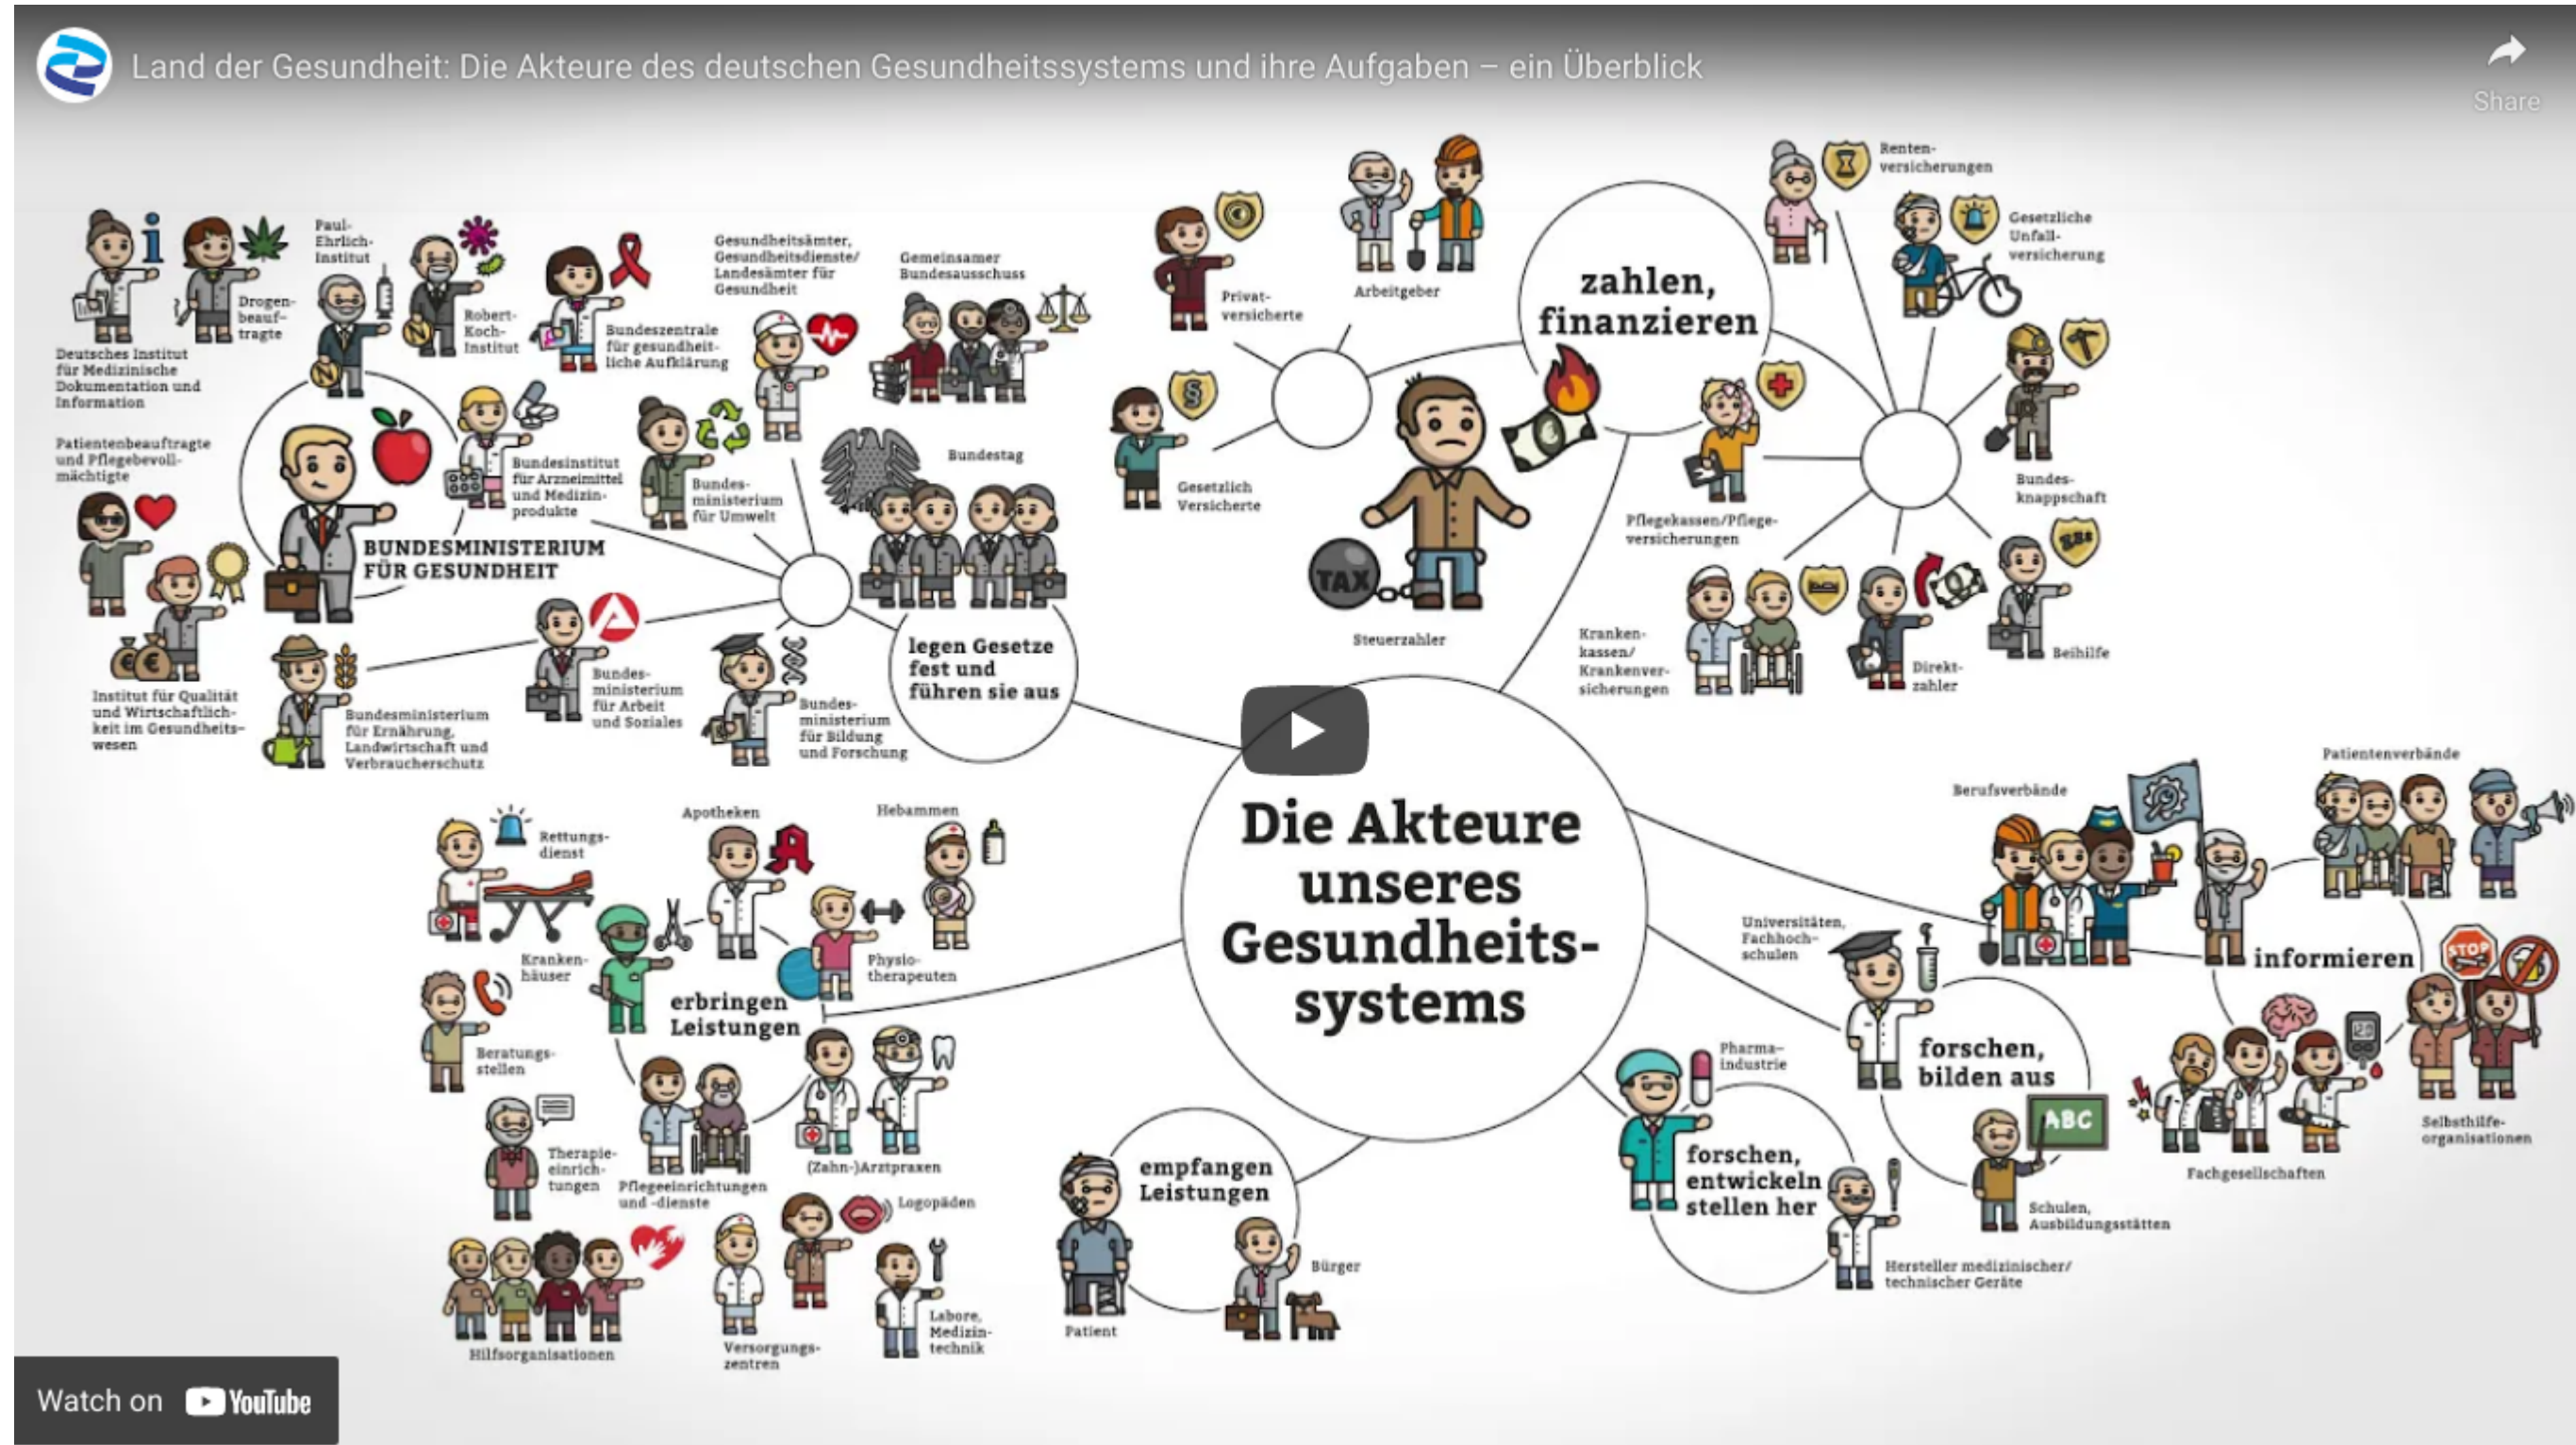 Land der Gesundheit: Die Akteure des deutschen Gesundheitssystems und ihre Aufgaben – ein Überblick
Share
Deutsches Institut
für Medizinische
Dokumentation und
Information
Drogen-
beauf-
tragte
Paul-
Ehrlich-
Institut
N
Robert-
Koch-
Institut
N
Bundeszentrale
für gesundheit-
liche Aufklärung
Gesundheitsämter,
Gesundheitsdienste/
Landesämter für
Gesundheit
Gemeinsamer
Bundesausschuss
Patientenbeauftragte
und Pflegebevoll-
mächtigte
Bundesinstitut
für Arzneimittel
und Medizin-
produkte
Bundes-
ministerium
für Umwelt
Bundestag
BUNDESMINISTERIUM
FÜR GESUNDHEIT
Institut für Qualität
und Wirtschaftlich-
keit im Gesundheits-
wesen
€€
Bundesministerium
für Ernährung,
Landwirtschaft und
Verbraucherschutz
Bundes-
ministerium
für Arbeit
und Soziales
Bundes-
ministerium
für Bildung
und Forschung
legen Gesetze
fest und
führen sie aus
Privat-
versicherte
Arbeitgeber
§
Gesetzlich
Versicherte
€
TAX
Steuerzahler
zahlen,
finanzieren
Renten-
versicherungen
Gesetzliche
Unfall-
versicherung
Bundes-
knappschaft
Pflegekassen/Pflege-
versicherungen
Kranken-
kassen/
Krankenver-
sicherungen
Direkt-
zahler
Beihilfe
Die Akteure
unseres
Gesundheits-
systems
Rettungs-
dienst
Apotheken
Hebammen
Kranken-
häuser
Physio-
therapeuten
erbringen
Leistungen
Beratungs-
stellen
Therapie-
einrich-
tungen
Pflegeeinrichtungen
und -dienste
(Zahn-)Arztpraxen
Logopäden
Hilfsorganisationen
Versorgungs-
zentren
Labore,
Medizin-
technik
empfangen
Leistungen
Patient
Bürger
Pharma-
industrie
forschen,
entwickeln
stellen her
Hersteller medizinischer/
technischer Geräte
Universitäten,
Fachhoch-
schulen
forschen,
bilden aus
ABC
Schulen,
Ausbildungsstätten
Berufsverbände
Patientenverbände
informieren
STOP
Selbsthilfe-
organisationen
Fachgesellschaften
Watch on YouTube